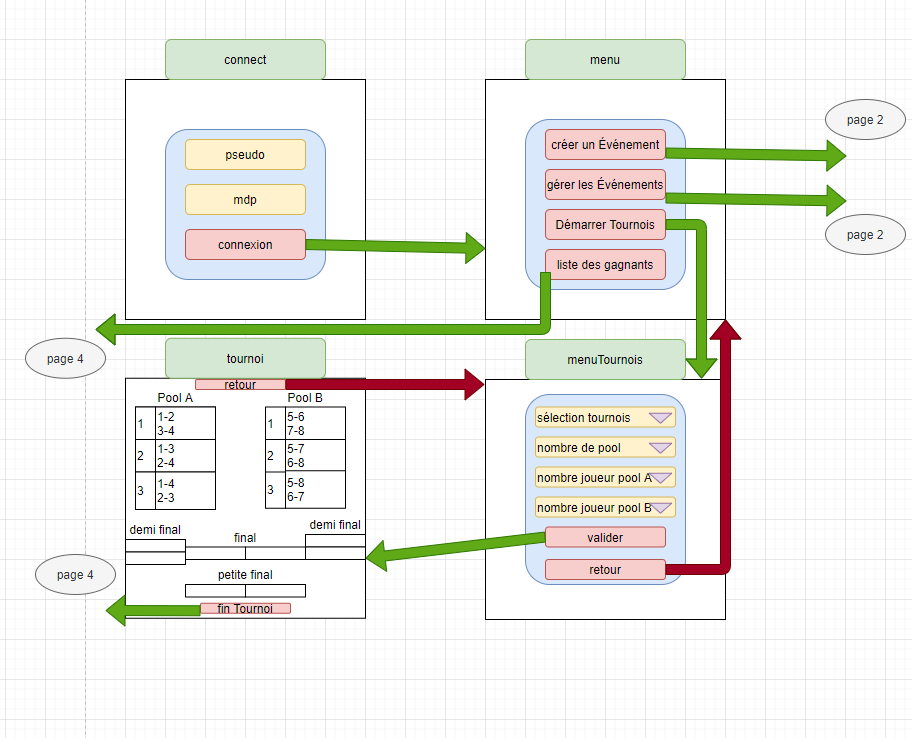 connect
pseudo
mdp
connexion
menu
créer un Événement
gérer les Événements
Démarrer Tournois
liste des gagnants
page 2
page 2
page 4
tournoi
retour
Pool A
1
1-2
3-4
2
1-3
2-4
3
1-4
2-3
Pool B
1
5-6
7-8
2
5-7
6-8
3
5-8
6-7
demi final
final
demi final
petite final
fin Tournoi
page 4
menuTournois
sélection tournois
nombre de pool
nombre joueur pool A
nombre joueur pool B
valider
retour